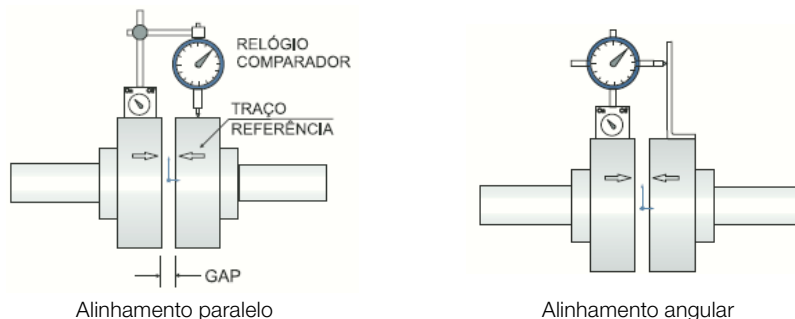 RELÓGIO
COMPARADOR
TRAÇO
REFERÊNCIA
GAP
Alinhamento paralelo
Alinhamento angular